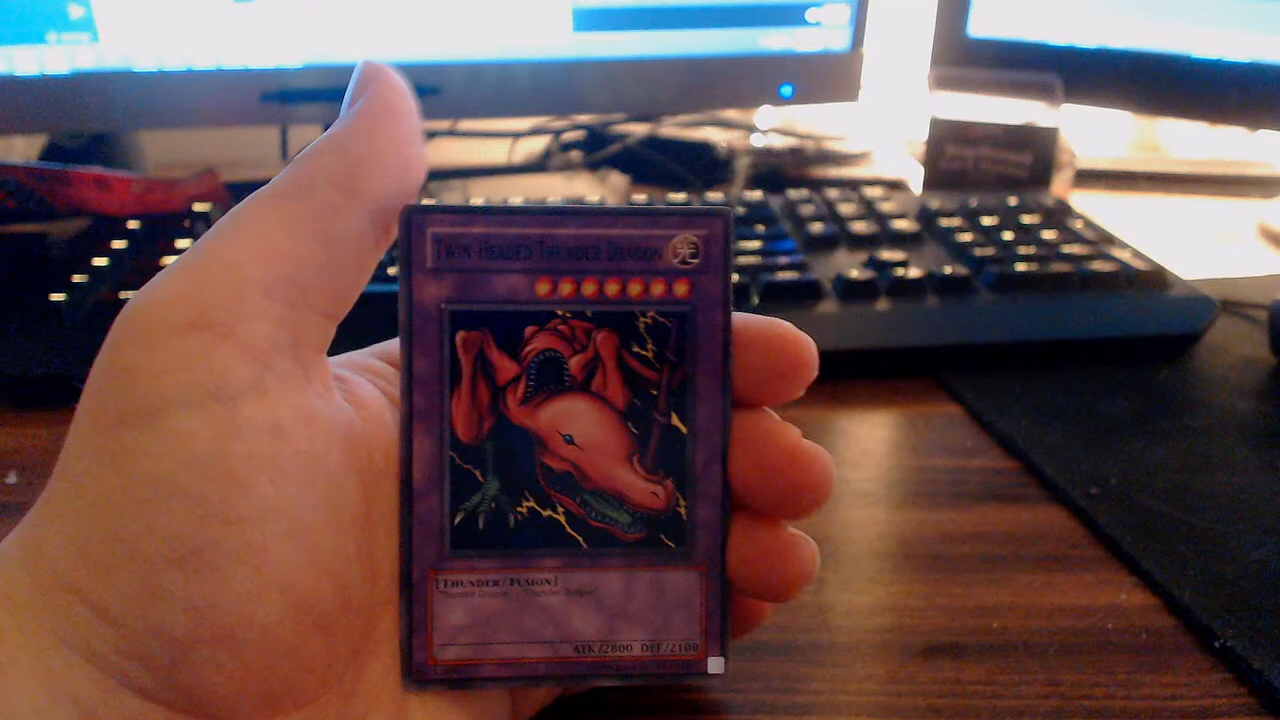 TWIN-HEADED THUNDER DRAGON 光
[THUNDER/FUSION]
"Thunder Dragon" + "Thunder Dragon"
ATK/2800 DEF/2100